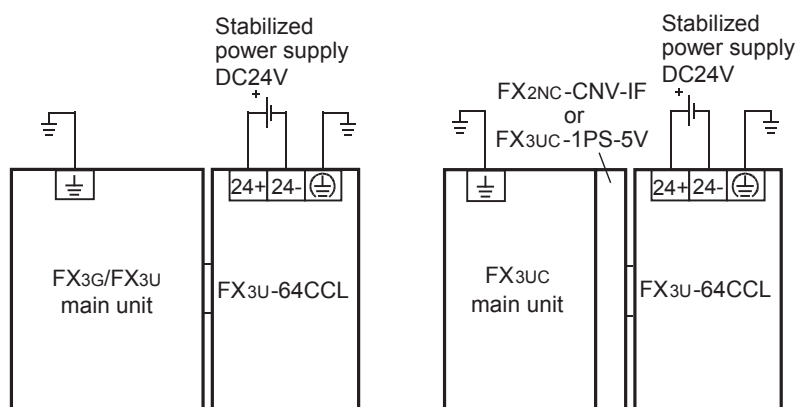 Stabilized
power supply
DC24V
+
24+ 24-
FX3G/FX3U
main unit
FX3U-64CCL
Stabilized
power supply
DC24V
+
FX2NC-CNV-IF
or
FX3UC-1PS-5V
24+ 24-
FX3UC
main unit
FX3U-64CCL